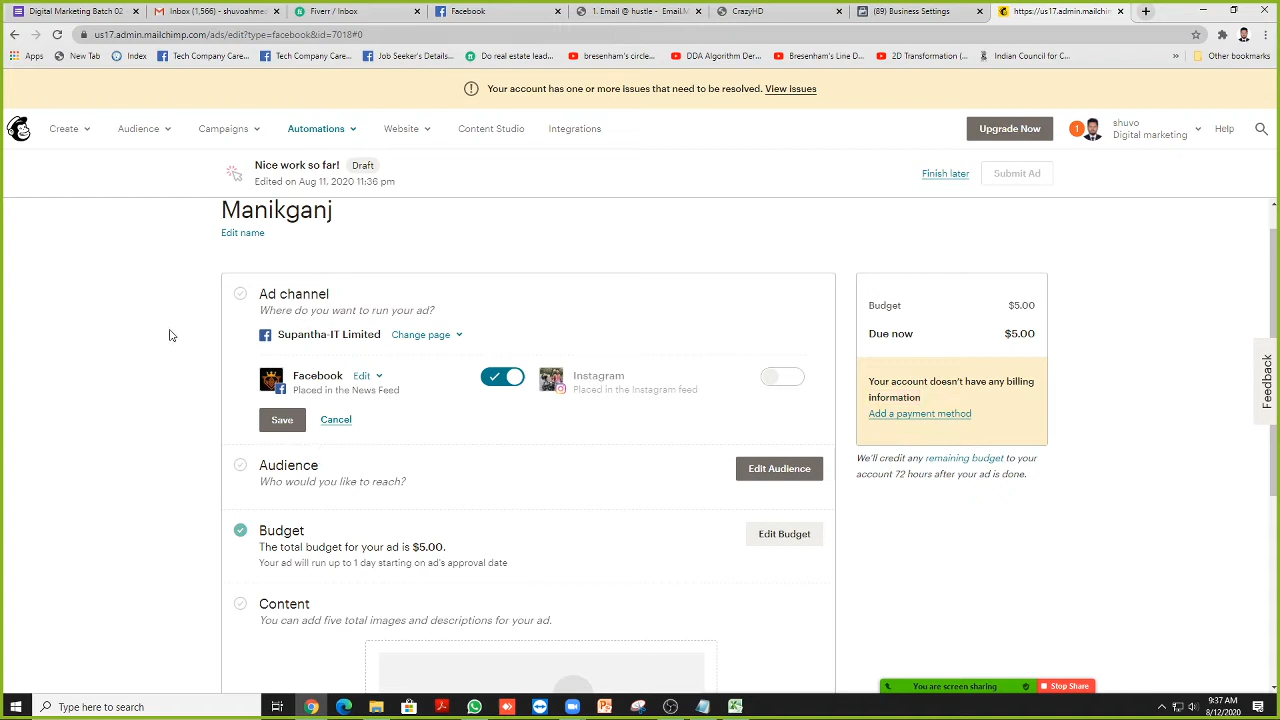 Digital Marketing Batch 02
Inbox (1,566) - shuvoahmes
Fiverr / Inbox
Facebook
1. Email @ hustle - Email.M
CrazyHD
(89) Business Settings
https://us17.admin.mailchimp
us17.admin.mailchimp.com/ads/edit?type=facebook&id=7018#0
Apps
New Tab
Index
Tech Company Care...
Tech Company Care...
Job Seeker's Details...
Do real estate lead...
bresenham's circle...
DDA Algorithm Der...
Bresenham's Line D...
2D Transformation (...
Indian Council for C...
»
Other bookmarks
Your account has one or more issues that need to be resolved. View issues
Create
Audience
Campaigns
Automations
Website
Content Studio
Integrations
Upgrade Now
1
shuvo
Digital marketing
Help
Nice work so far! Draft
Edited on Aug 11, 2020 11:36 pm
Finish later
Submit Ad
Manikganj
Edit name
Ad channel
Where do you want to run your ad?
Supantha-IT Limited Change page
Facebook Edit
Placed in the News Feed
Instagram
Placed in the Instagram feed
Save
Cancel
Audience
Who would you like to reach?
Edit Audience
Budget
The total budget for your ad is $5.00.
Your ad will run up to 1 day starting on ad's approval date
Edit Budget
Content
You can add five total images and descriptions for your ad.
Budget $5.00
Due now $5.00
Your account doesn't have any billing
information
Add a payment method
We'll credit any remaining budget to your
account 72 hours after your ad is done.
Feedback
You are screen sharing
Stop Share
Type here to search
9:37 AM
8/12/2020